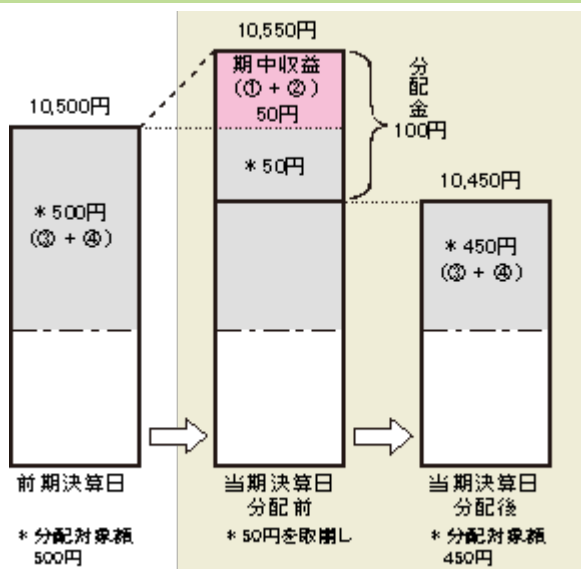 10,550円
期中収益
(① + ②)
50円
分配金
100円
10,500円
* 50円
10,450円
* 500円
(③ + ④)
* 450円
(③ + ④)
前期決算日
当期決算日
分配前
当期決算日
分配後
* 分配対象額
500円
* 50円を取崩し
* 分配対象額
450円